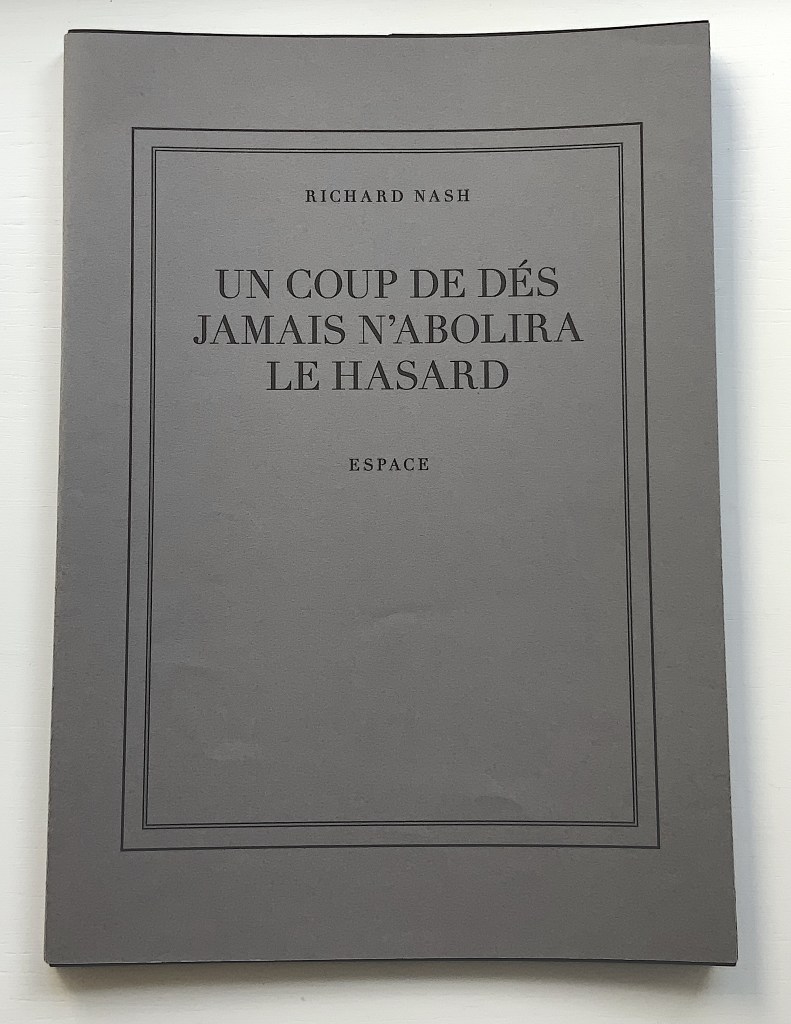 RICHARD NASH
UN COUP DE DÉS
JAMAIS N’ABOLIRA
LE HASARD
ESPACE